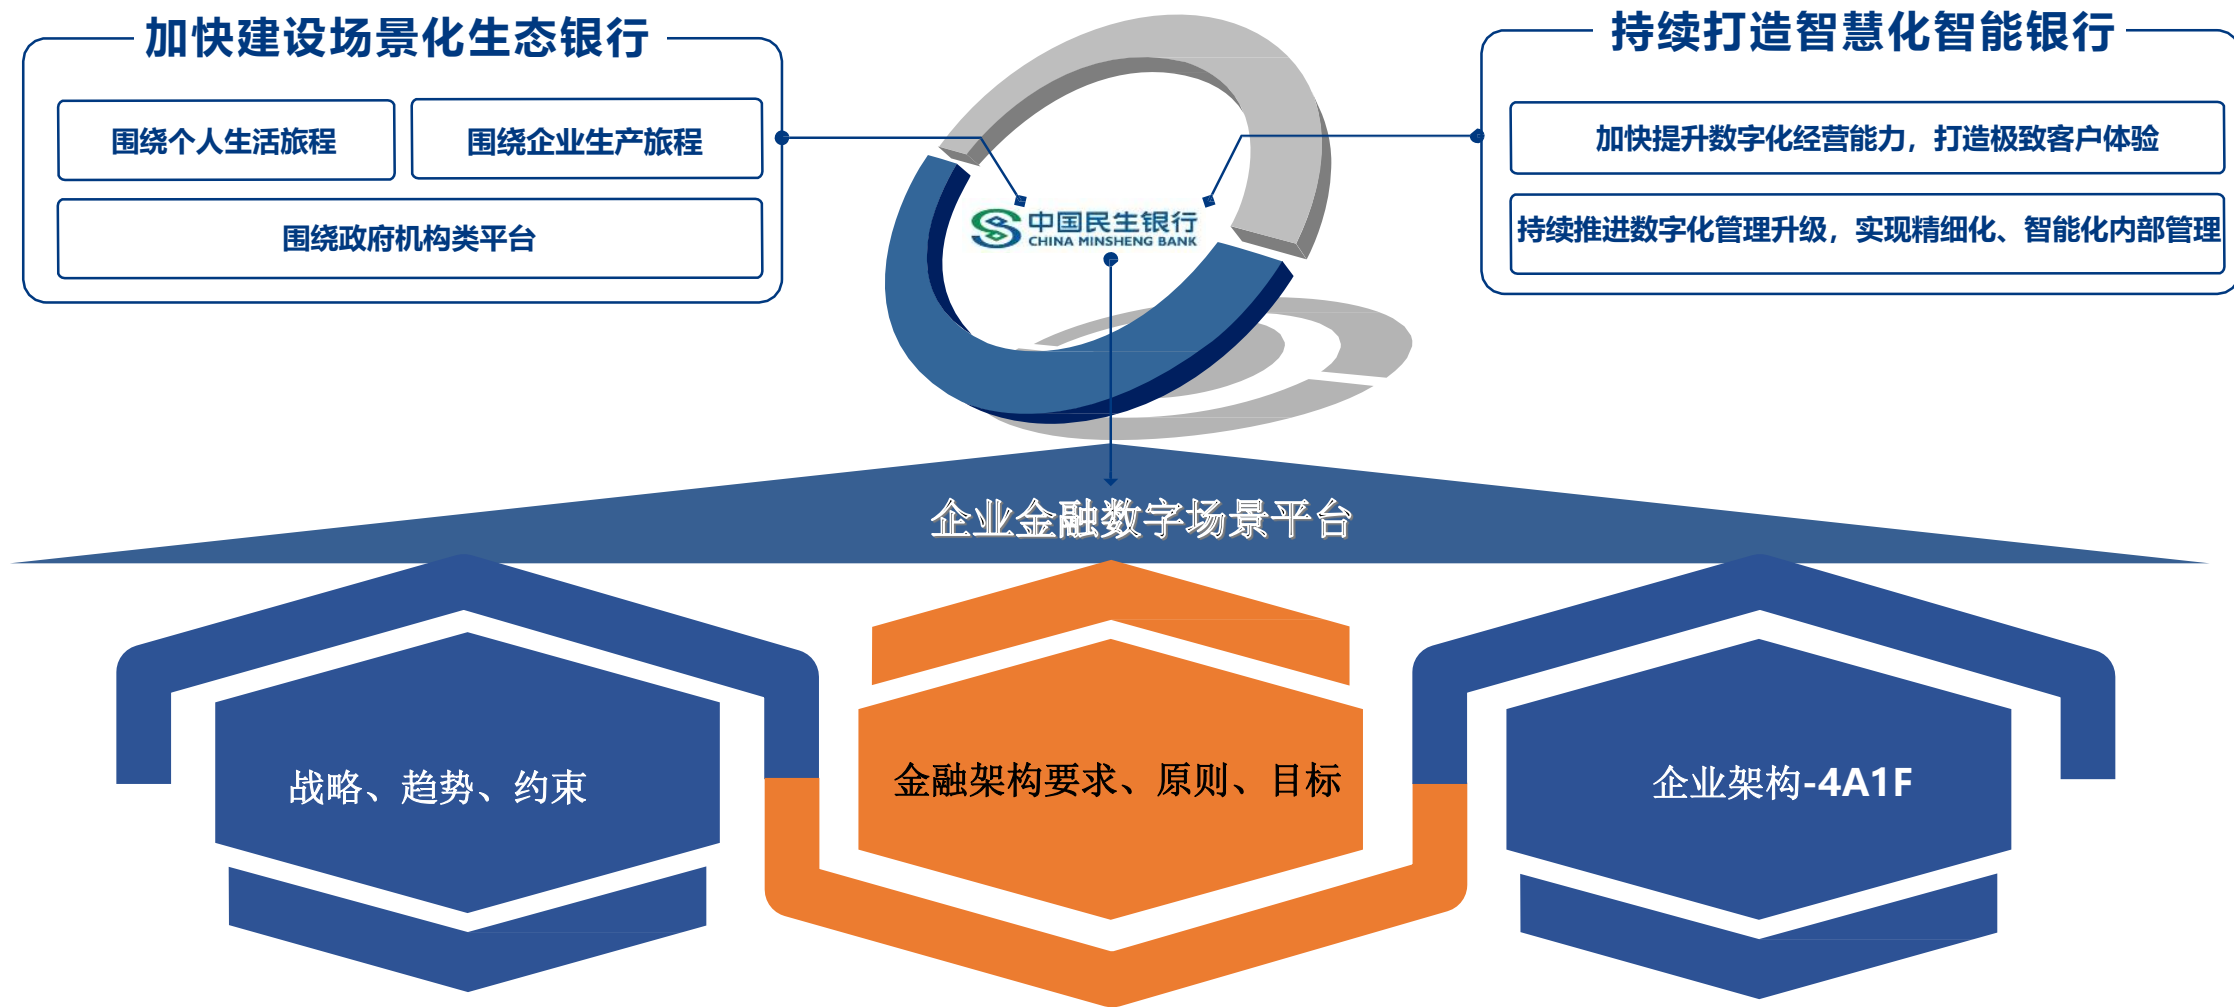 加快建设场景化生态银行
围绕个人生活旅程
围绕企业生产旅程
围绕政府机构类平台
持续打造智慧化智能银行
加快提升数字化经营能力，打造极致客户体验
持续推进数字化管理升级，实现精细化、智能化内部管理
中国民生银行
CHINA MINSHENG BANK
企业金融数字场景平台
战略、趋势、约束
金融架构要求、原则、目标
企业架构-4A1F